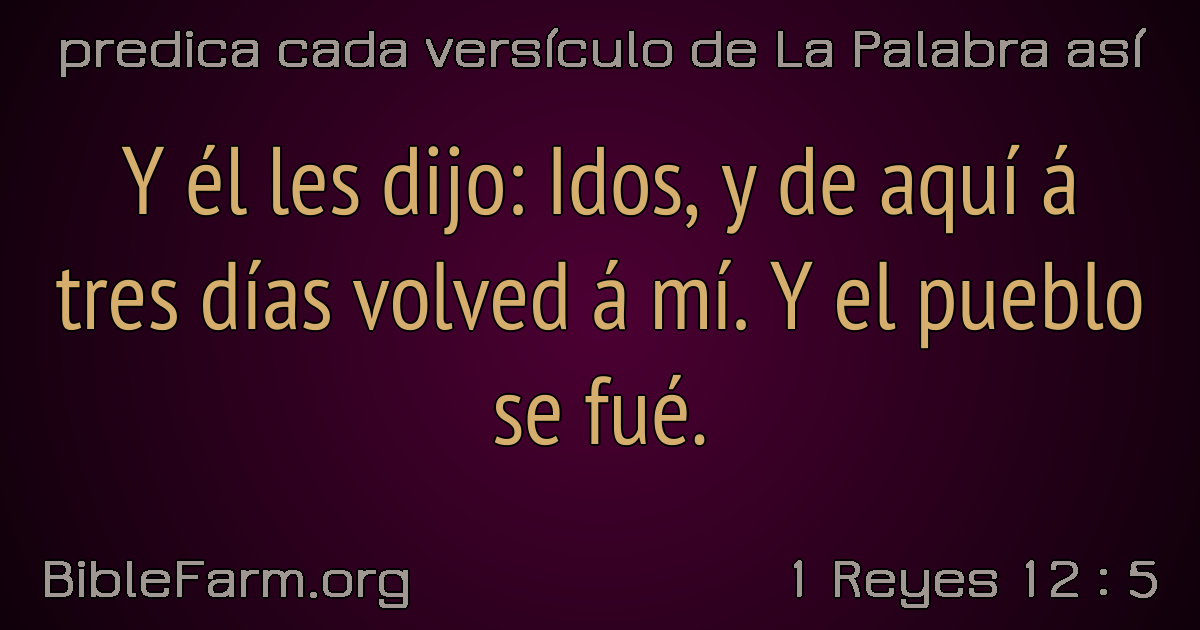 predica cada versículo de La Palabra así
Y él les dijo: Idos, y de aquí á
tres días volved á mí. Y el pueblo
se fué.
BibleFarm.org
1 Reyes 12 : 5